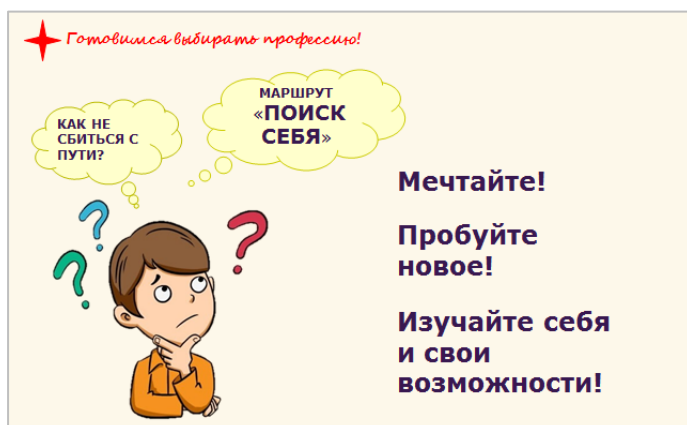 Готовимся выбирать профессию!
МАРШРУТ
«ПОИСК
СЕБЯ»
КАК НЕ
СБИТЬСЯ С
ПУТИ?
Мечтайте!
Пробуйте
новое!
Изучайте себя
и свои
возможности!